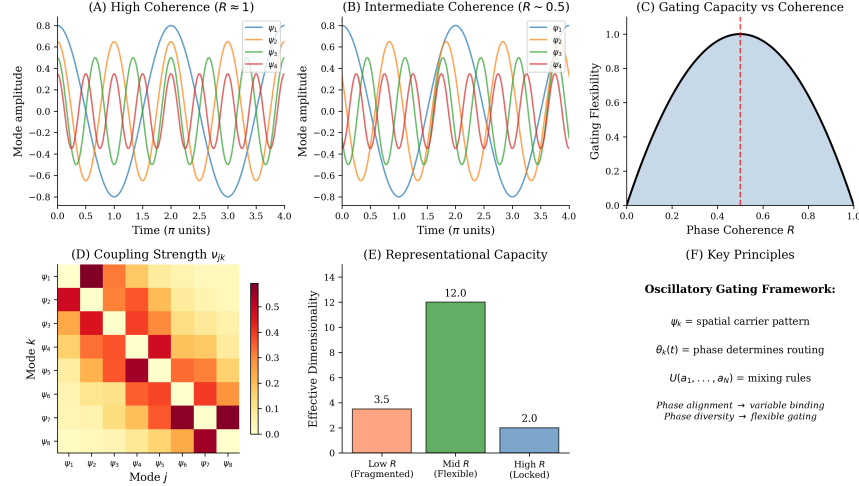 (A) High Coherence (R ≈ 1)
Mode amplitude
0.8
0.6
0.4
0.2
0.0
−0.2
−0.4
−0.6
−0.8
0.0 0.5 1.0 1.5 2.0 2.5 3.0 3.5 4.0
Time (π units)
ψ₁
ψ₂
ψ₃
ψ₄
(B) Intermediate Coherence (R ~ 0.5)
Mode amplitude
0.8
0.6
0.4
0.2
0.0
−0.2
−0.4
−0.6
−0.8
0.0 0.5 1.0 1.5 2.0 2.5 3.0 3.5 4.0
Time (π units)
ψ₁
ψ₂
ψ₃
ψ₄
(C) Gating Capacity vs Coherence
Gating Flexibility
1.0
0.8
0.6
0.4
0.2
0.0
0.0 0.2 0.4 0.6 0.8 1.0
Phase Coherence R
(D) Coupling Strength νⱼₖ
Mode k
ψ₁
ψ₂
ψ₃
ψ₄
ψ₅
ψ₆
ψ₇
ψ₈
ψ₁ ψ₂ ψ₃ ψ₄ ψ₅ ψ₆ ψ₇ ψ₈
Mode j
0.5
0.4
0.3
0.2
0.1
0.0
(E) Representational Capacity
Effective Dimensionality
14
12
10
8
6
4
2
0
3.5
12.0
2.0
Low R
(Fragmented)
Mid R
(Flexible)
High R
(Locked)
(F) Key Principles
Oscillatory Gating Framework:
ψₖ = spatial carrier pattern
θₖ(t) = phase determines routing
U(a₁, . . . , a_N) = mixing rules
Phase alignment → variable binding
Phase diversity → flexible gating